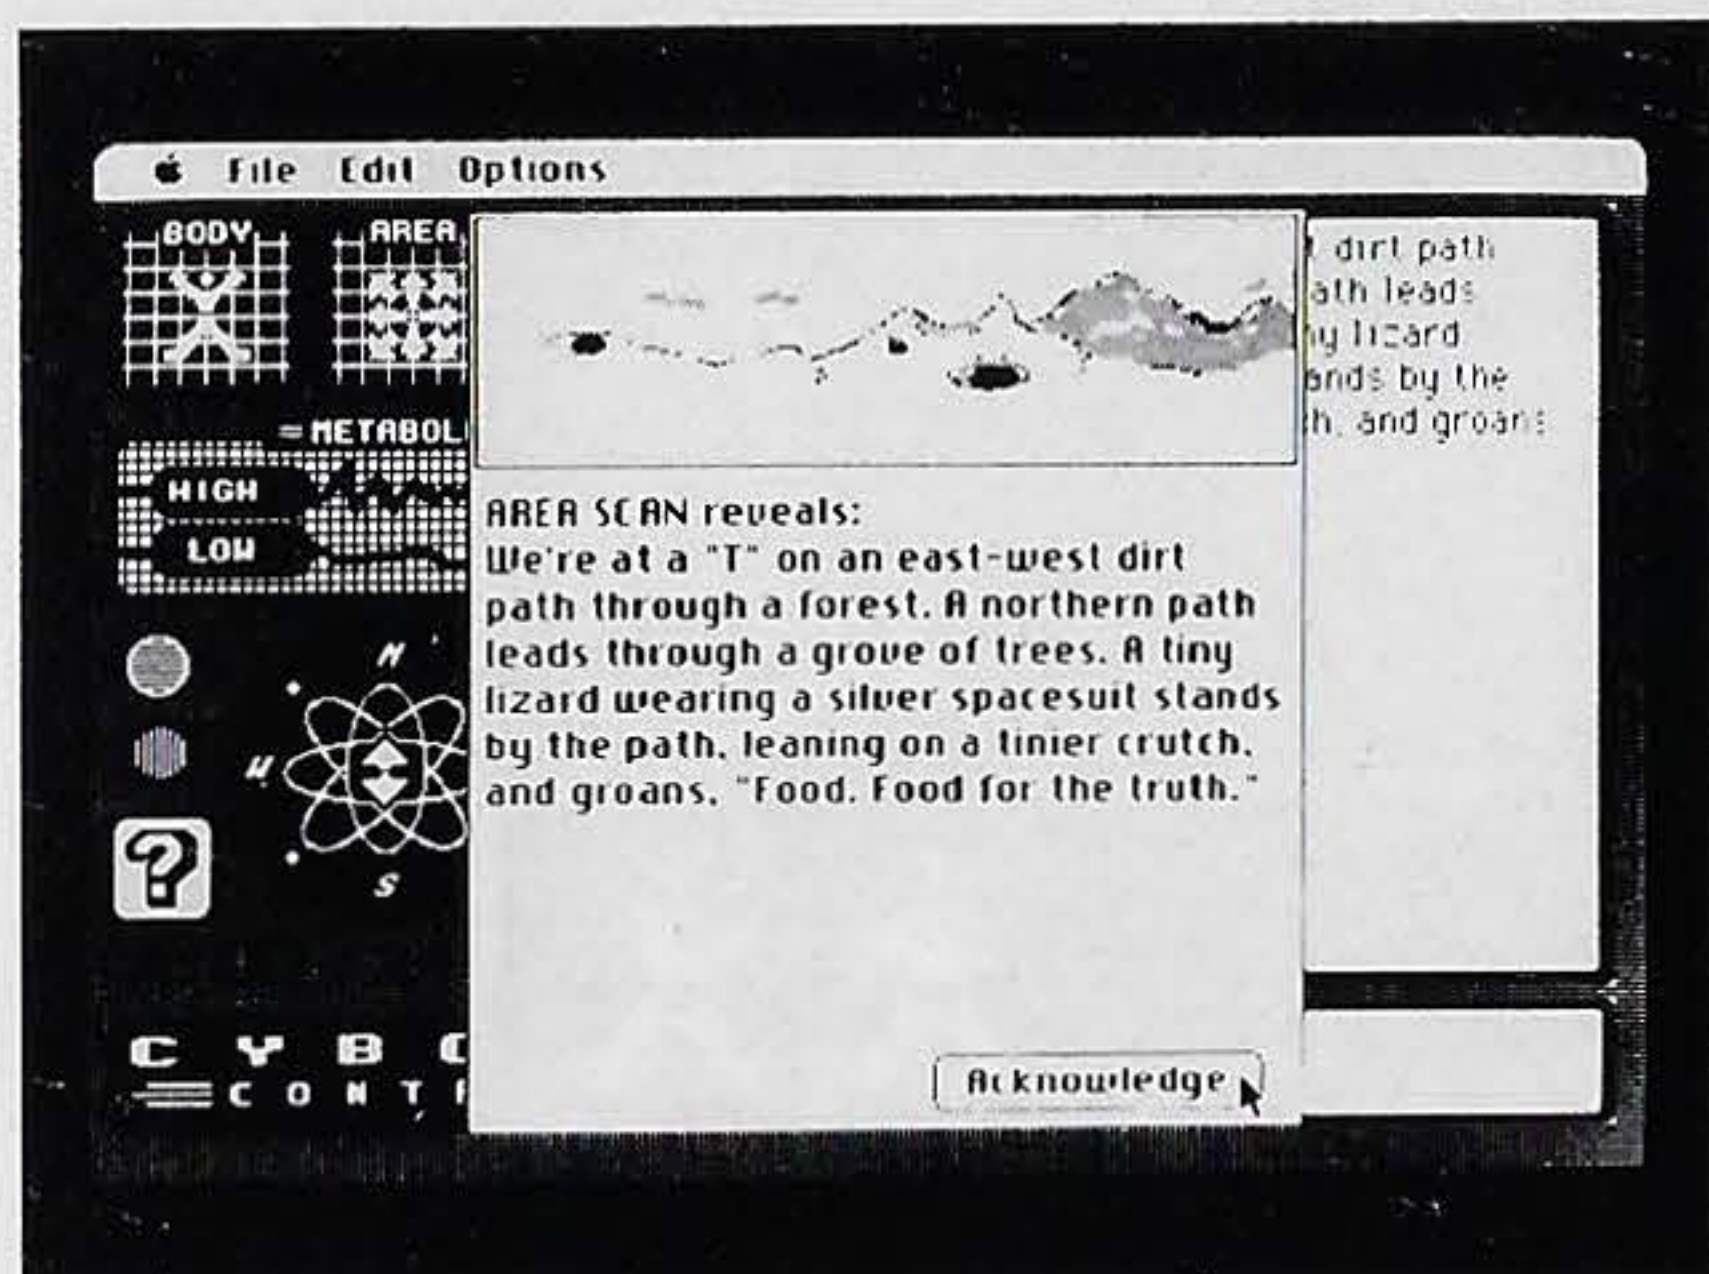 File Edit Options
BODY
AREA
METABOL
HIGH
LOW
N
W
S
?
AREA SCAN reveals:
We're at a "T" on an east-west dirt
path through a forest. A northern path
leads through a grove of trees. A tiny
lizard wearing a silver spacesuit stands
by the path, leaning on a tinier crutch,
and groans, "Food. Food for the truth."
Acknowledge
dirt path
ath leads
lizard
ands by the
h, and groans
C Y B
C O N T